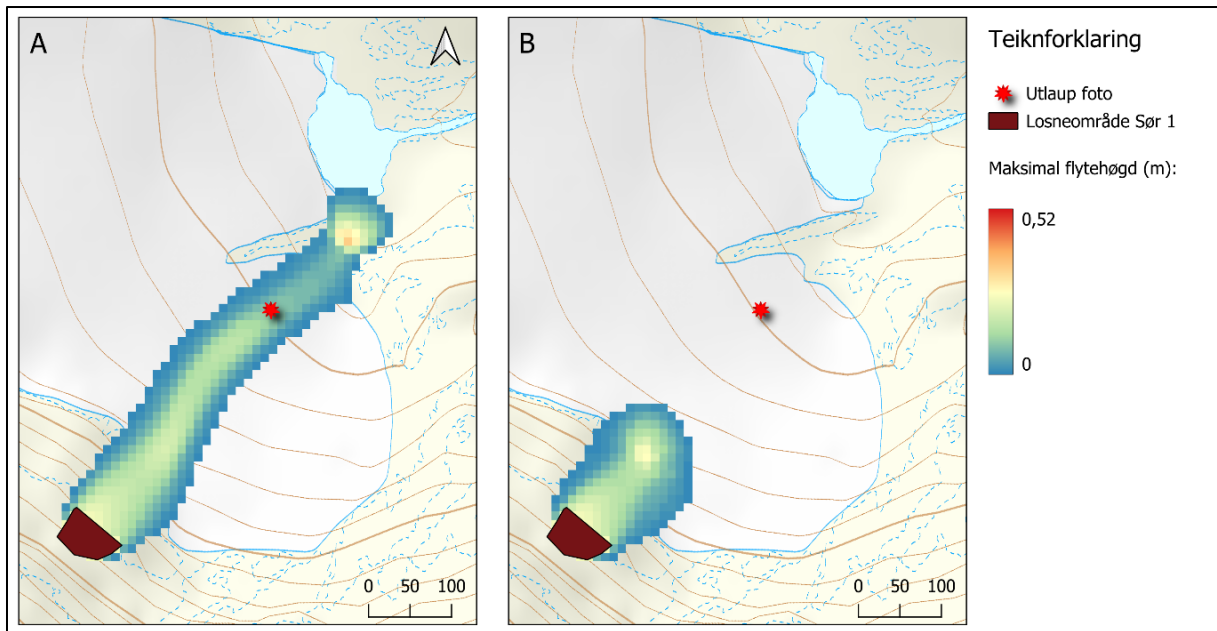 A
B
Teiknforklaring
Utlaup foto
Losneområde Sør 1
Maksimal flytehøgd (m):
0,52
0
0 50 100
0 50 100